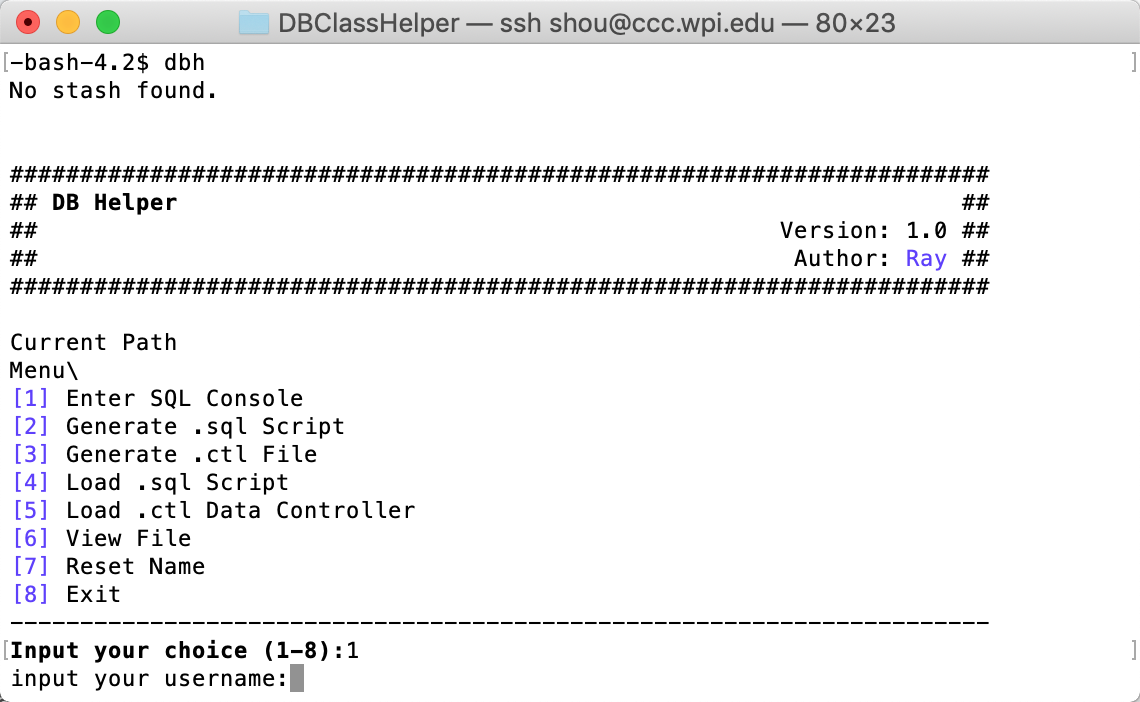 DBClassHelper — ssh shou@ccc.wpi.edu — 80×23
[-bash-4.2$ dbh ]
No stash found.
######################################################################
## DB Helper ##
## Version: 1.0 ##
## Author: Ray ##
######################################################################
Current Path
Menu\
[1] Enter SQL Console
[2] Generate .sql Script
[3] Generate .ctl File
[4] Load .sql Script
[5] Load .ctl Data Controller
[6] View File
[7] Reset Name
[8] Exit
----------------------------------------------------------------------
[Input your choice (1-8):1 ]
input your username: